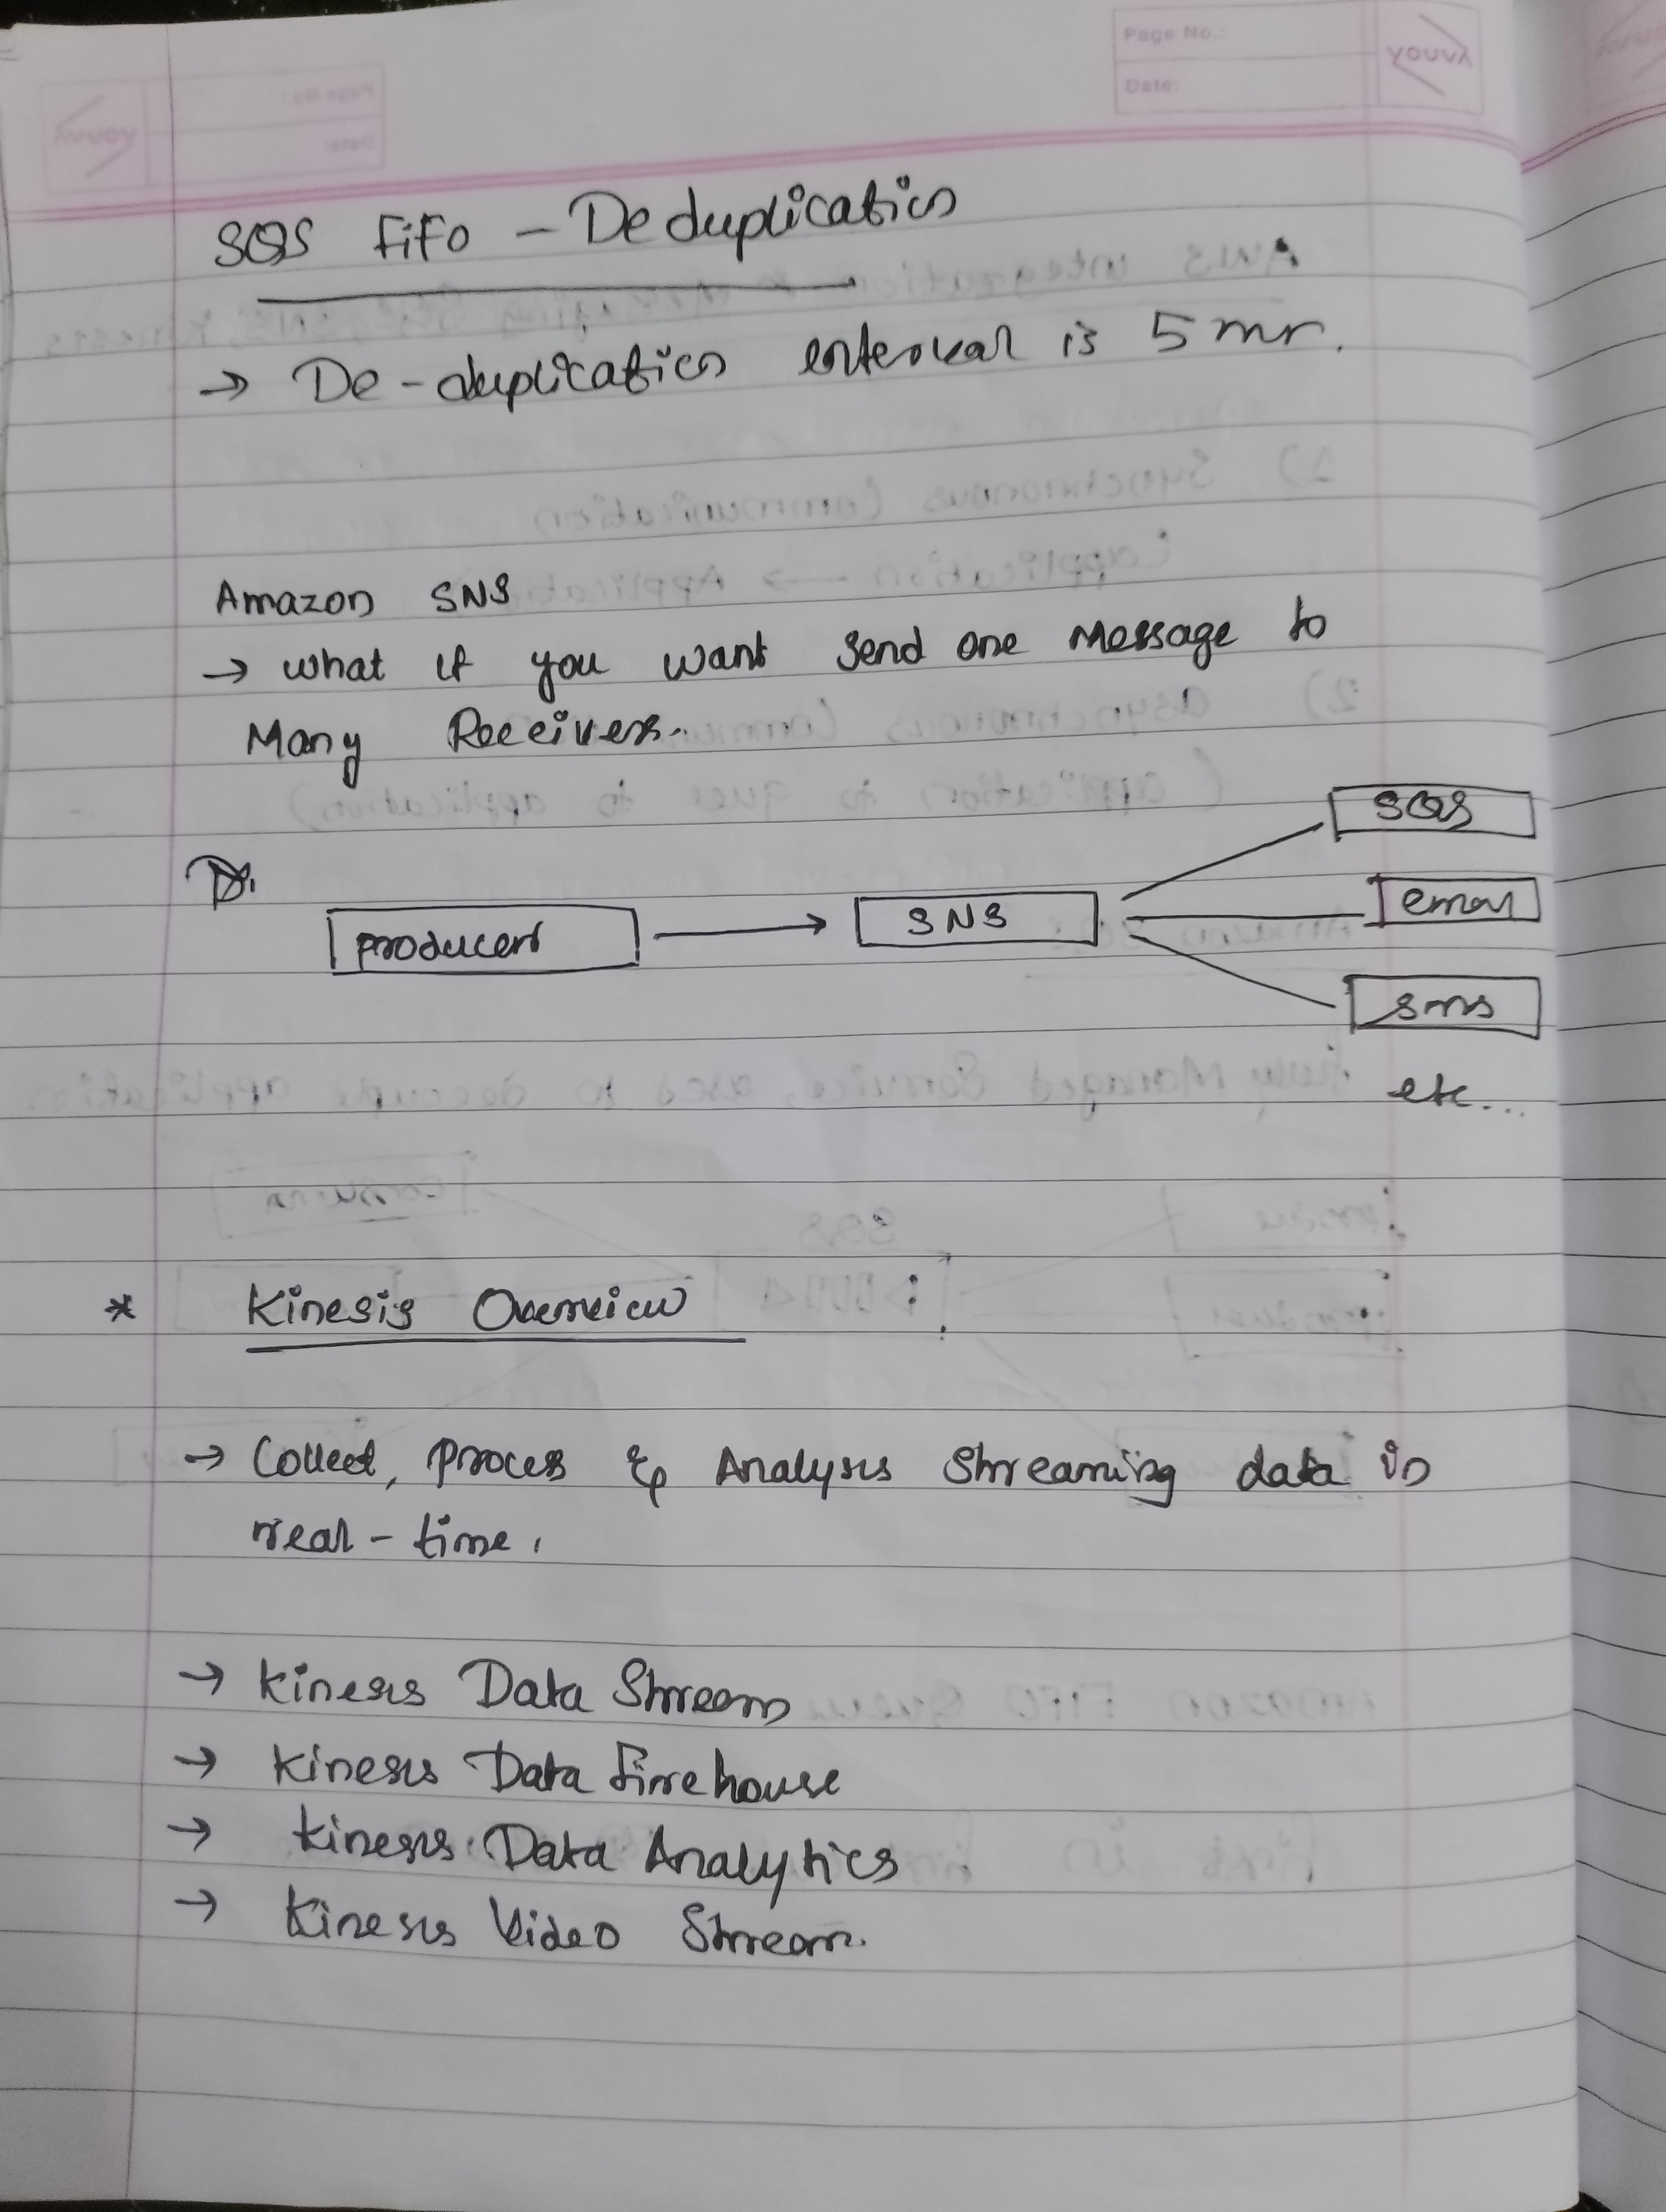 Page No.:
Date:
YOUVA
SQS FiFo - Deduplication
→ De-duplication interval is 5 mn.
Amazon SNS
→ what if you want send one message to
Many Receivers.
producer → SNS
SQS
email
sms
etc...
* Kinesis Overview
→ Collect, process & Analysis Streaming data in
real-time.
→ Kinesis Data Stream
→ Kinesis Data firehouse
→ Kinesis Data Analytics
→ Kinesis Video Stream.